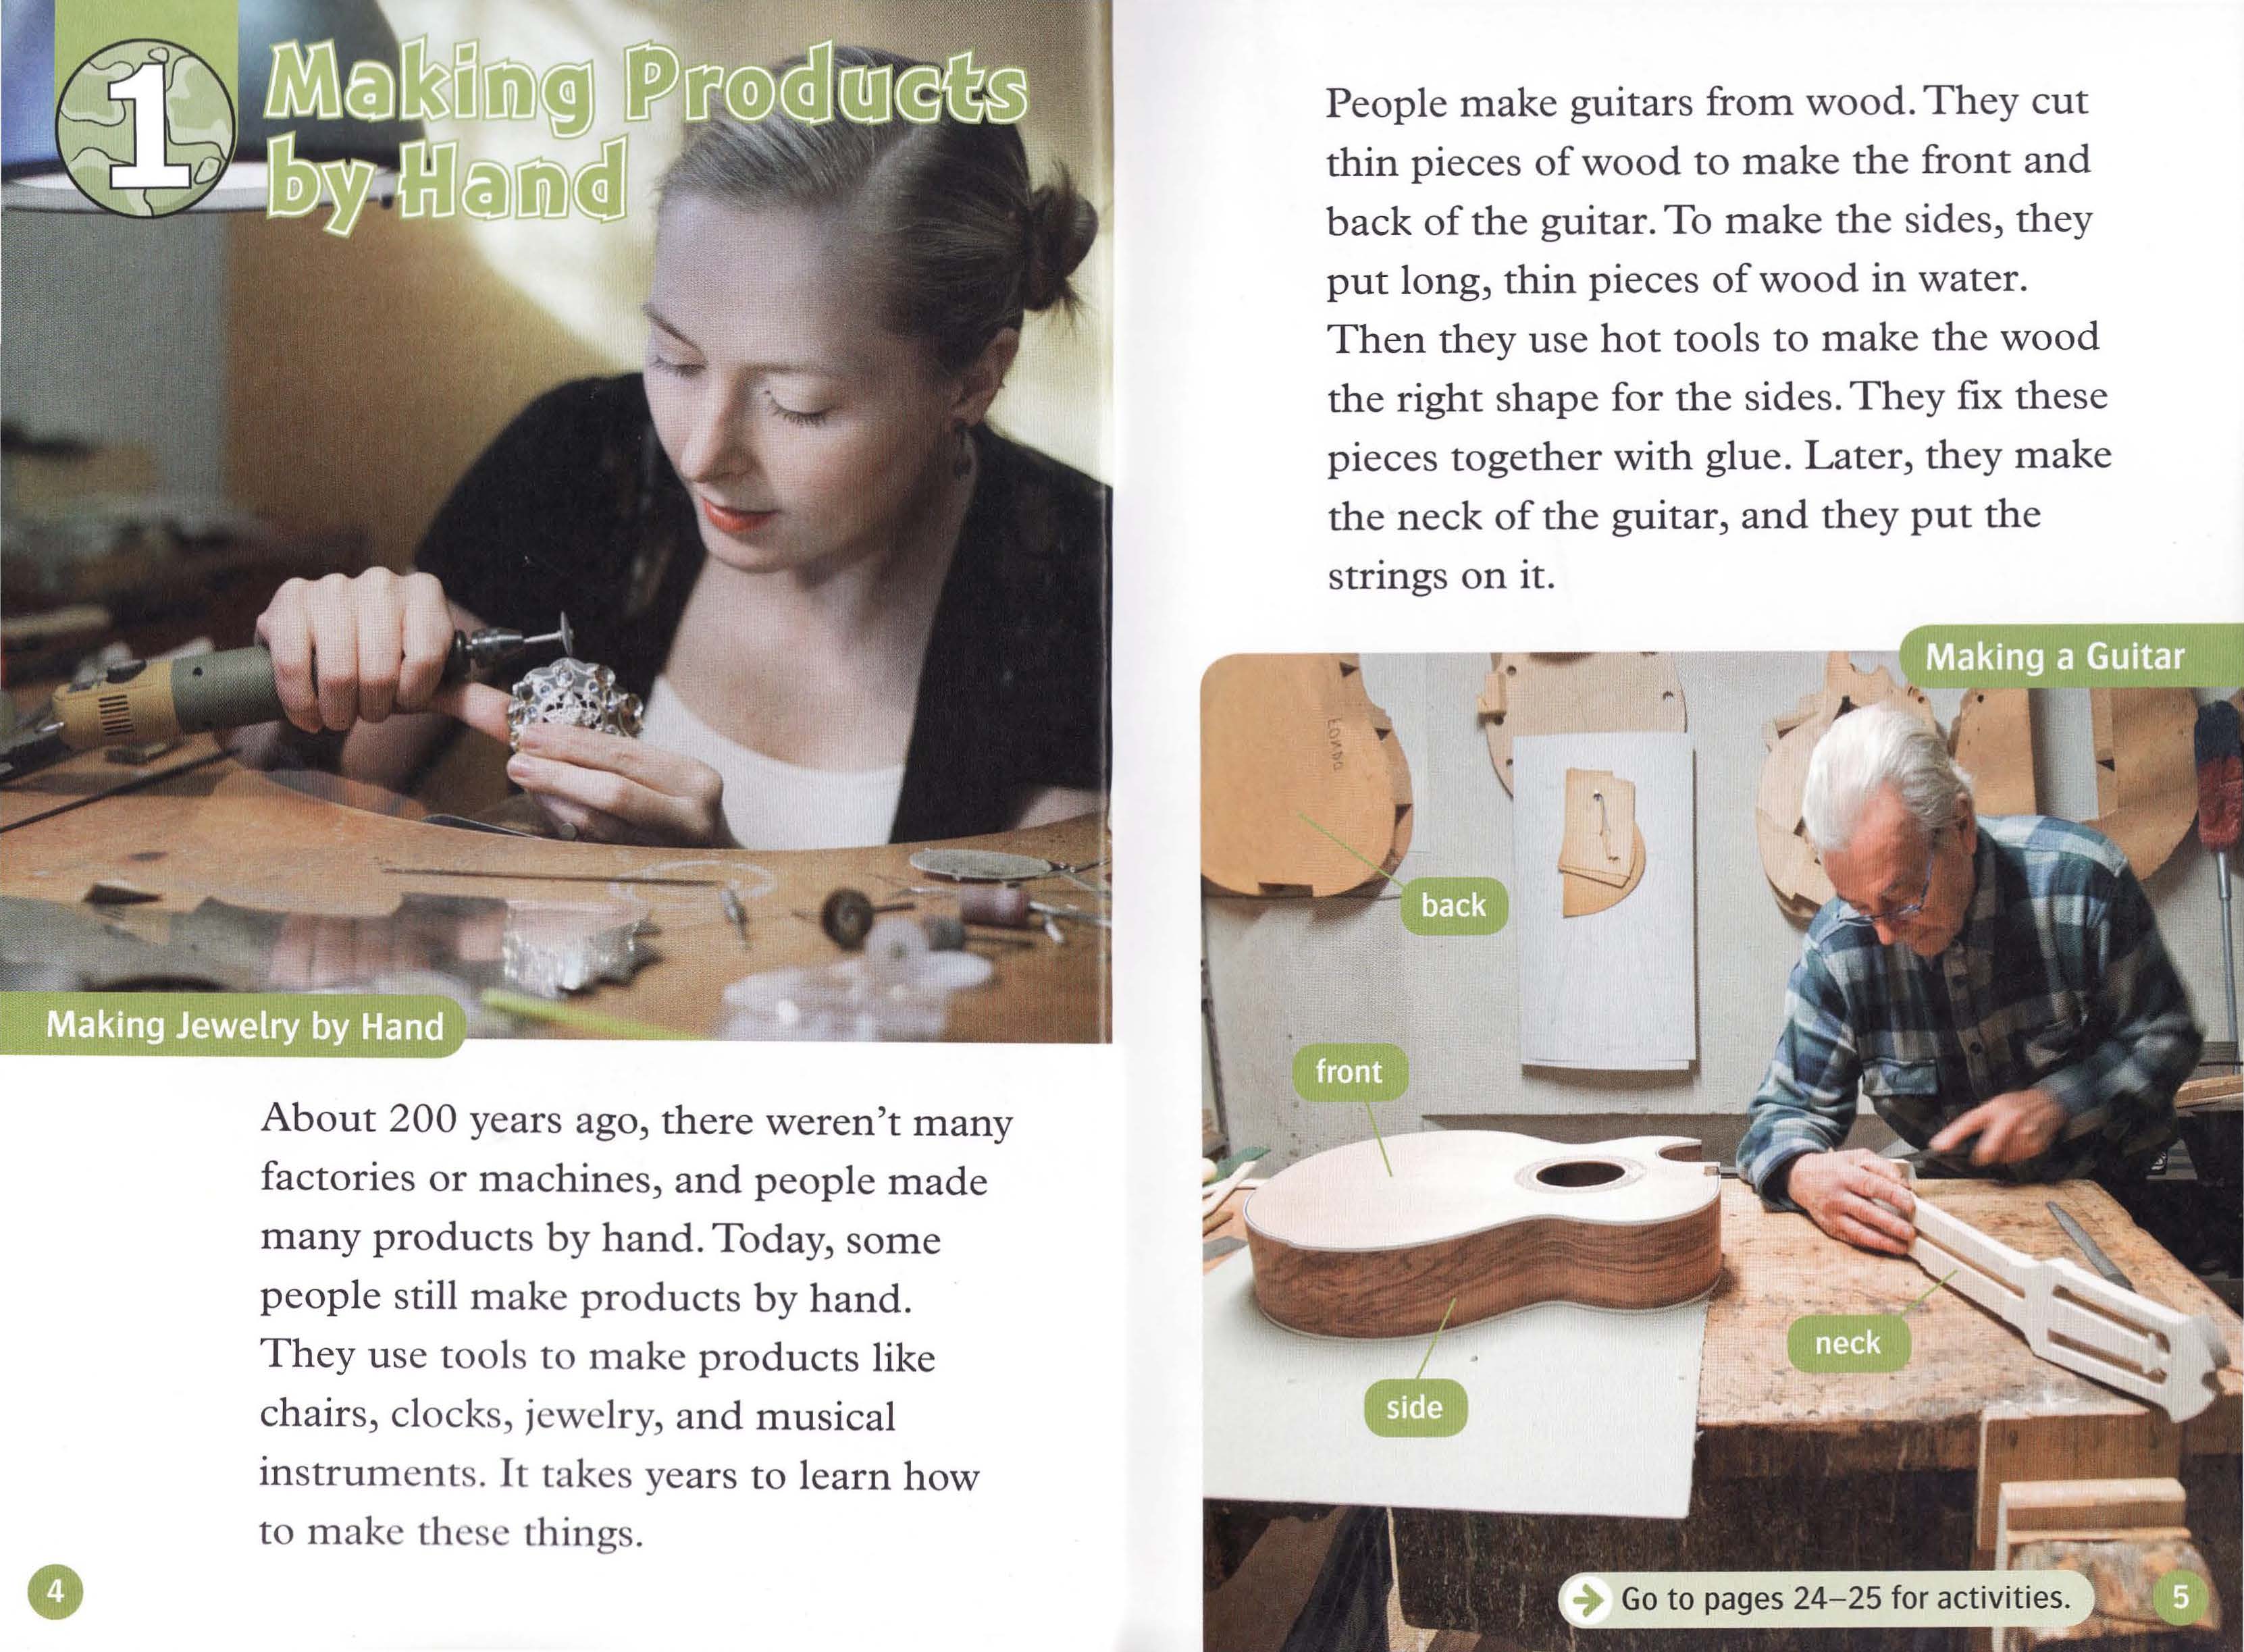 1
Making Products
by Hand
Making Jewelry by Hand
About 200 years ago, there weren't many
factories or machines, and people made
many products by hand. Today, some
people still make products by hand.
They use tools to make products like
chairs, clocks, jewelry, and musical
instruments. It takes years to learn how
to make these things.
4
People make guitars from wood. They cut
thin pieces of wood to make the front and
back of the guitar. To make the sides, they
put long, thin pieces of wood in water.
Then they use hot tools to make the wood
the right shape for the sides. They fix these
pieces together with glue. Later, they make
the neck of the guitar, and they put the
strings on it.
Making a Guitar
back
front
neck
side
Go to pages 24–25 for activities.
5